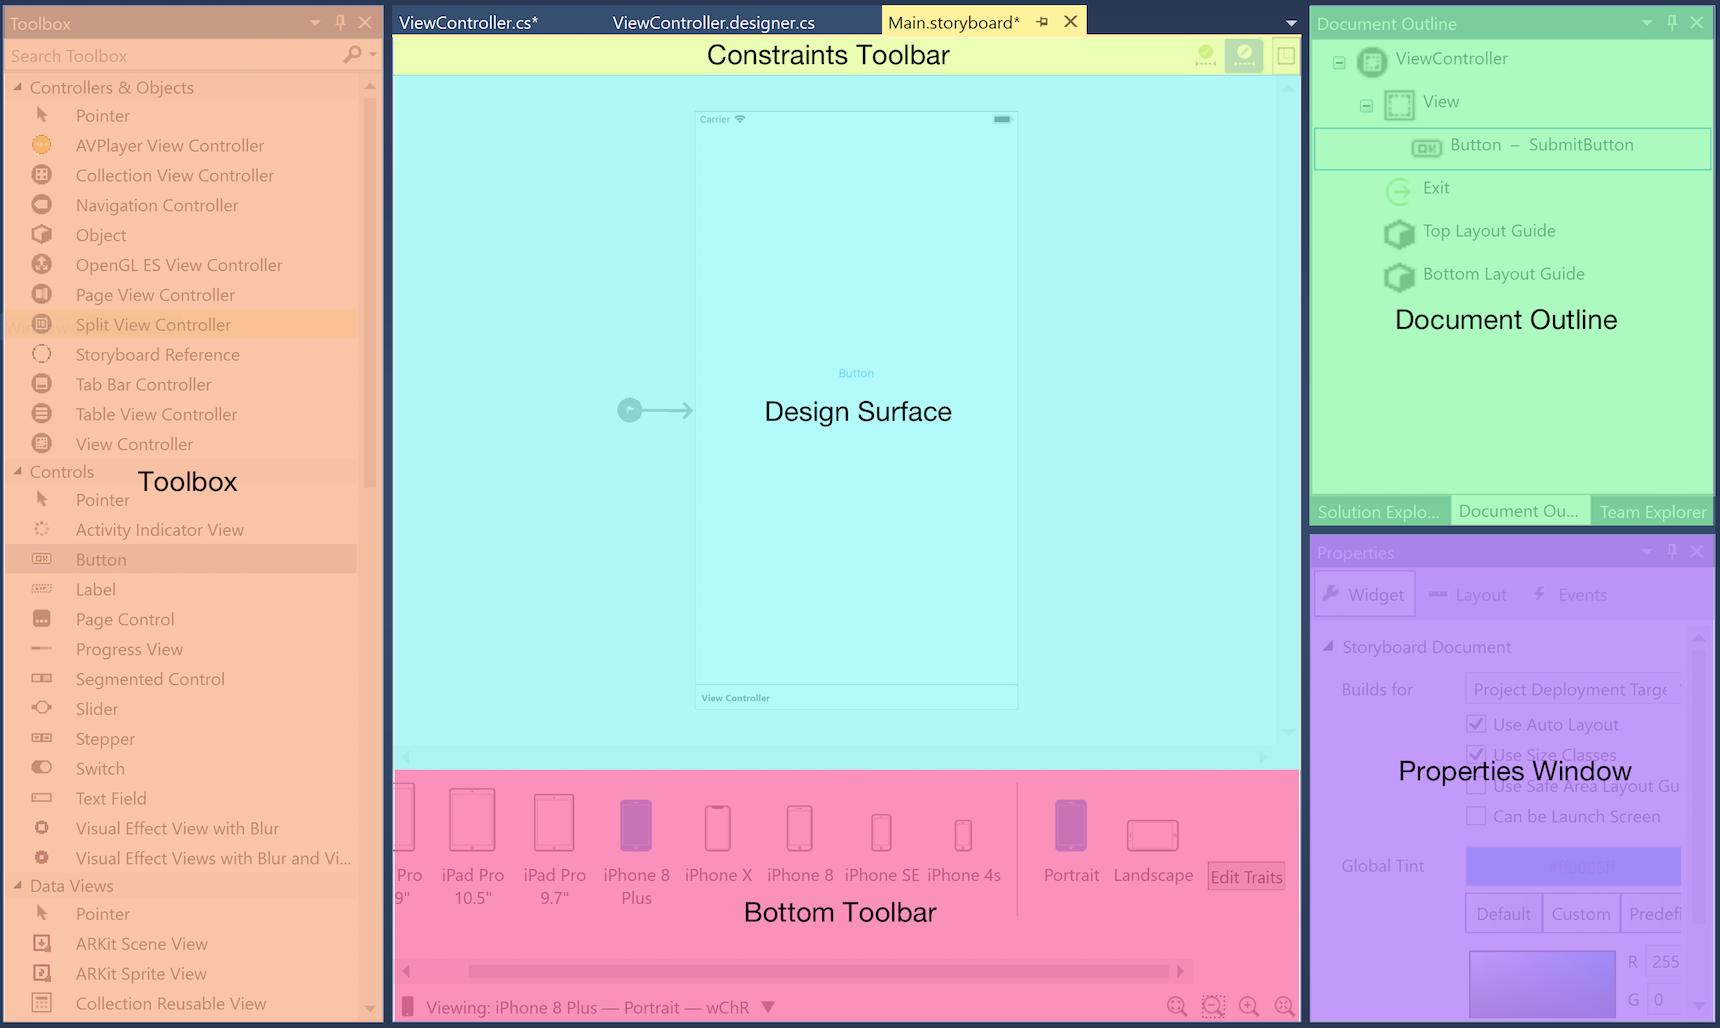 Toolbox
Search Toolbox
Controllers & Objects
Pointer
AVPlayer View Controller
Collection View Controller
Navigation Controller
Object
OpenGL ES View Controller
Page View Controller
Split View Controller
Storyboard Reference
Tab Bar Controller
Table View Controller
View Controller
Controls
Toolbox
Pointer
Activity Indicator View
Button
Label
Page Control
Progress View
Segmented Control
Slider
Stepper
Switch
Text Field
Visual Effect View with Blur
Visual Effect Views with Blur and Vi...
Data Views
Pointer
ARKit Scene View
ARKit Sprite View
Collection Reusable View
ViewController.cs*
ViewController.designer.cs
Main.storyboard*
Constraints Toolbar
Carrier
Button
Design Surface
View Controller
Pro
9"
iPad Pro
10.5"
iPad Pro
9.7"
iPhone 8
Plus
iPhone X
iPhone 8
iPhone SE
iPhone 4s
Portrait
Landscape
Edit Traits
Bottom Toolbar
Viewing: iPhone 8 Plus — Portrait — wChR
Document Outline
ViewController
View
Button – SubmitButton
Exit
Top Layout Guide
Bottom Layout Guide
Document Outline
Solution Explo...
Document Ou...
Team Explorer
Properties
Widget
Layout
Events
Storyboard Document
Builds for
Project Deployment Targe
Use Auto Layout
Use Size Classes
Properties Window
Use Safe Area Layout Gu
Can be Launch Screen
Global Tint
Default
Custom
Predefi
R 255
G 0